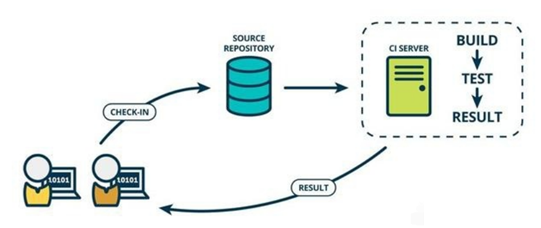 SOURCE
REPOSITORY
CI SERVER
BUILD
TEST
RESULT
CHECK-IN
10101
10101
RESULT